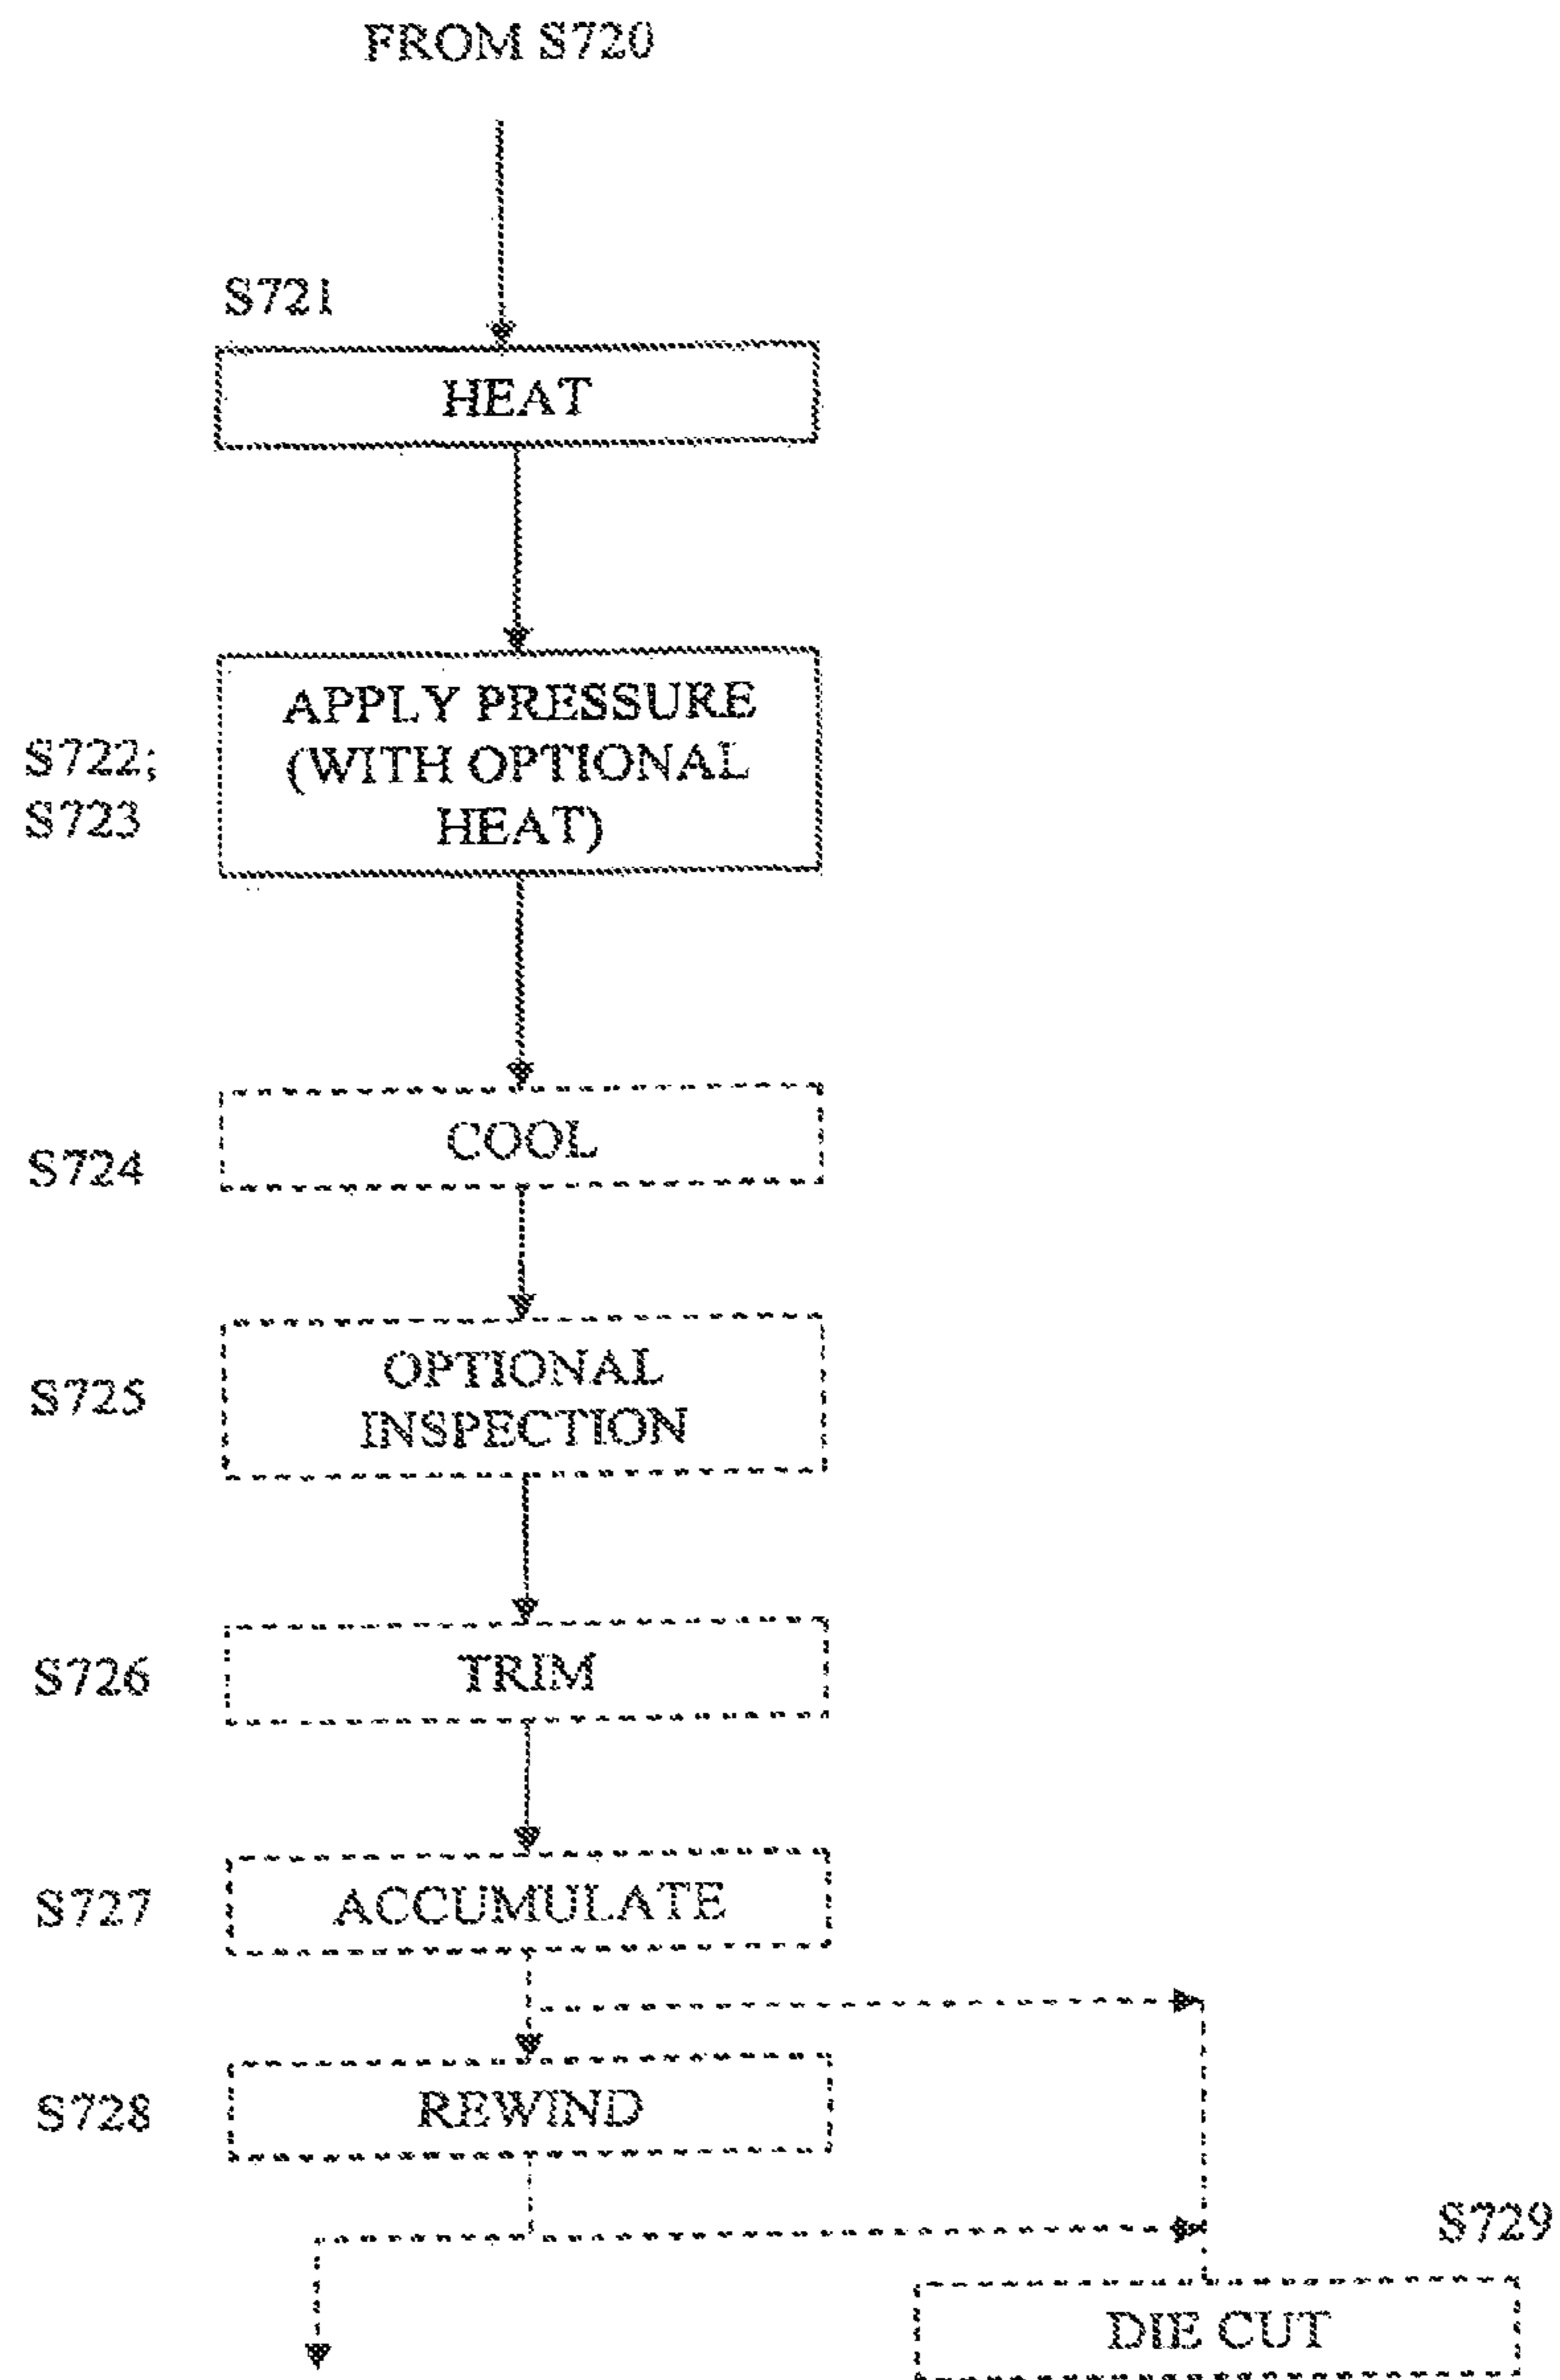 FROM S720
S721
HEAT
APPLY PRESSURE
(WITH OPTIONAL
HEAT)
S722;
S723
COOL
S724
OPTIONAL
INSPECTION
S725
TRIM
S726
ACCUMULATE
S727
REWIND
S728
S729
DIE CUT